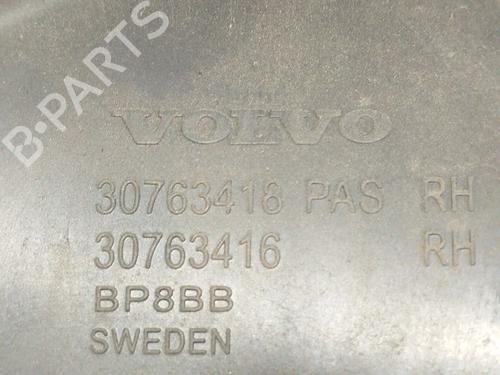 B-PARTS
VOLVO
30763418 PAS RH
30763416 RH
BP8BB
SWEDEN